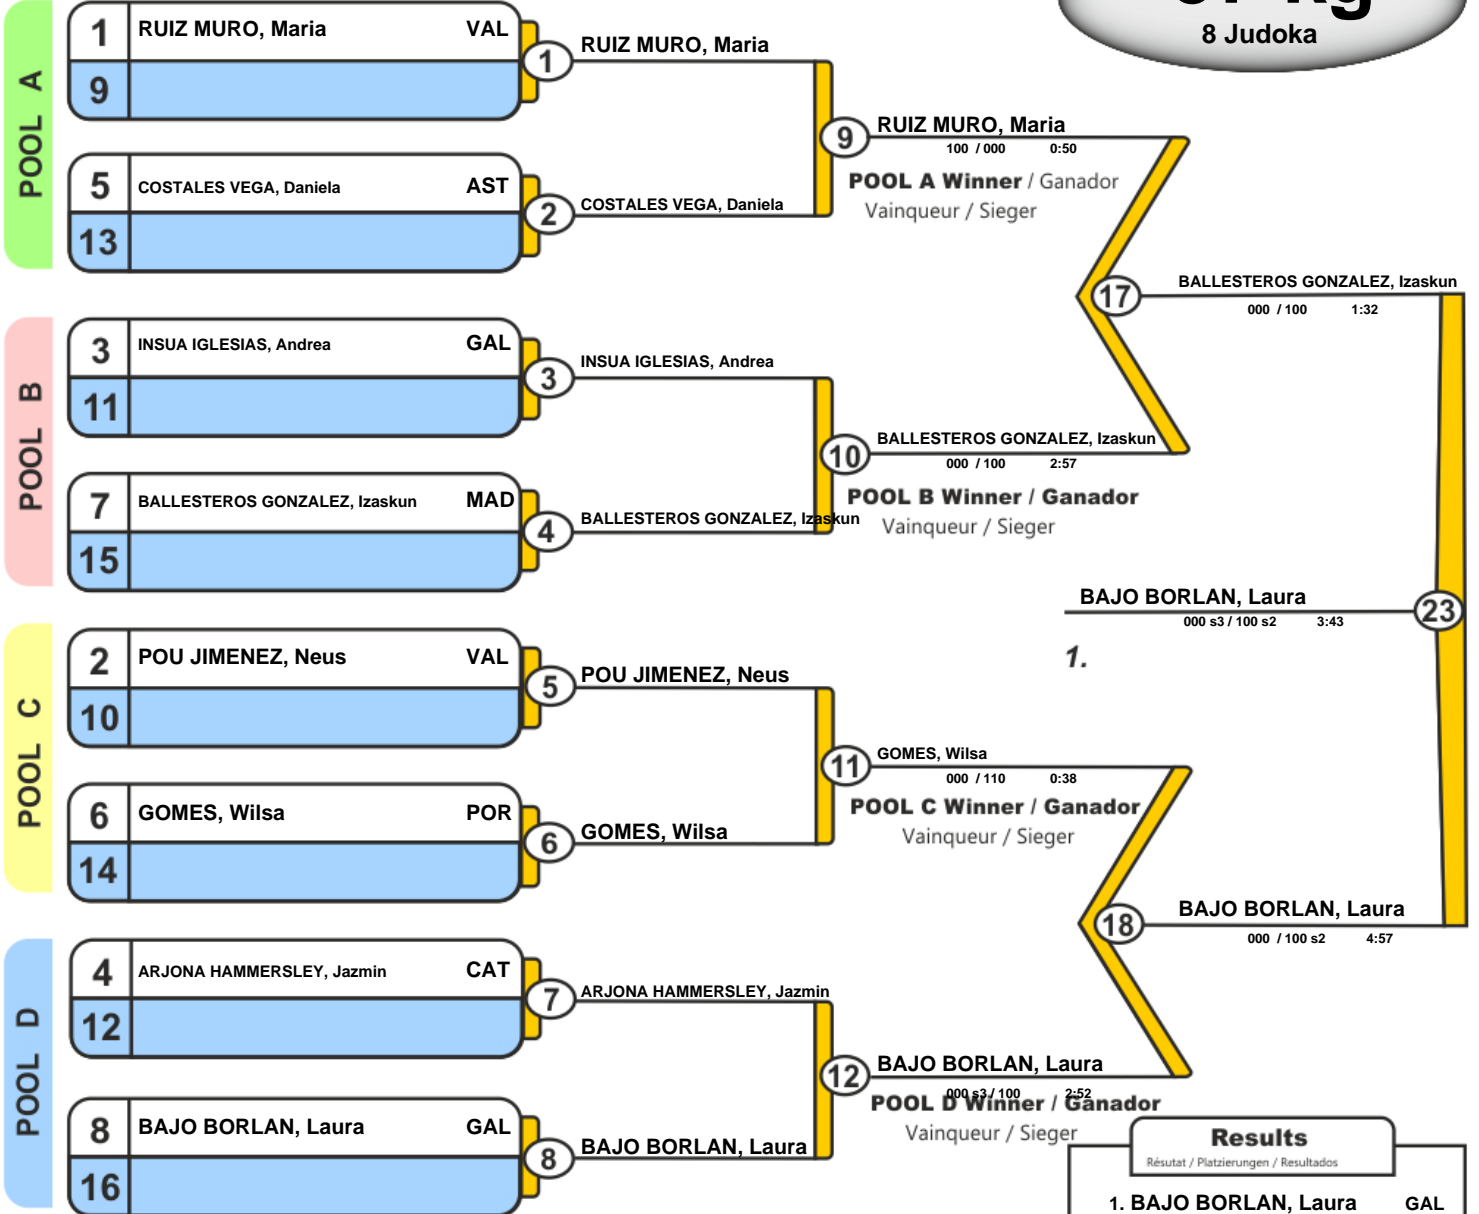 8 Judoka
POOL A
1 RUIZ MURO, Maria VAL
9
5 COSTALES VEGA, Daniela AST
13
1 RUIZ MURO, Maria
2 COSTALES VEGA, Daniela
9 RUIZ MURO, Maria
100 / 000 0:50
POOL A Winner / Ganador
Vainqueur / Sieger
POOL B
3 INSUA IGLESIAS, Andrea GAL
11
7 BALLESTEROS GONZALEZ, Izaskun MAD
15
3 INSUA IGLESIAS, Andrea
4 BALLESTEROS GONZALEZ, Izaskun
10 BALLESTEROS GONZALEZ, Izaskun
000 / 100 2:57
POOL B Winner / Ganador
Vainqueur / Sieger
17 BALLESTEROS GONZALEZ, Izaskun
000 / 100 1:32
BAJO BORLAN, Laura 23
000 s3 / 100 s2 3:43
1.
POOL C
2 POU JIMENEZ, Neus VAL
10
6 GOMES, Wilsa POR
14
5 POU JIMENEZ, Neus
6 GOMES, Wilsa
11 GOMES, Wilsa
000 / 110 0:38
POOL C Winner / Ganador
Vainqueur / Sieger
POOL D
4 ARJONA HAMMERSLEY, Jazmin CAT
12
8 BAJO BORLAN, Laura GAL
16
7 ARJONA HAMMERSLEY, Jazmin
8 BAJO BORLAN, Laura
12 BAJO BORLAN, Laura
000 s3 / 100 2:52
POOL D Winner / Ganador
Vainqueur / Sieger
18 BAJO BORLAN, Laura
000 / 100 s2 4:57
Results
Résutat / Platzierungen / Resultados
1. BAJO BORLAN, Laura GAL